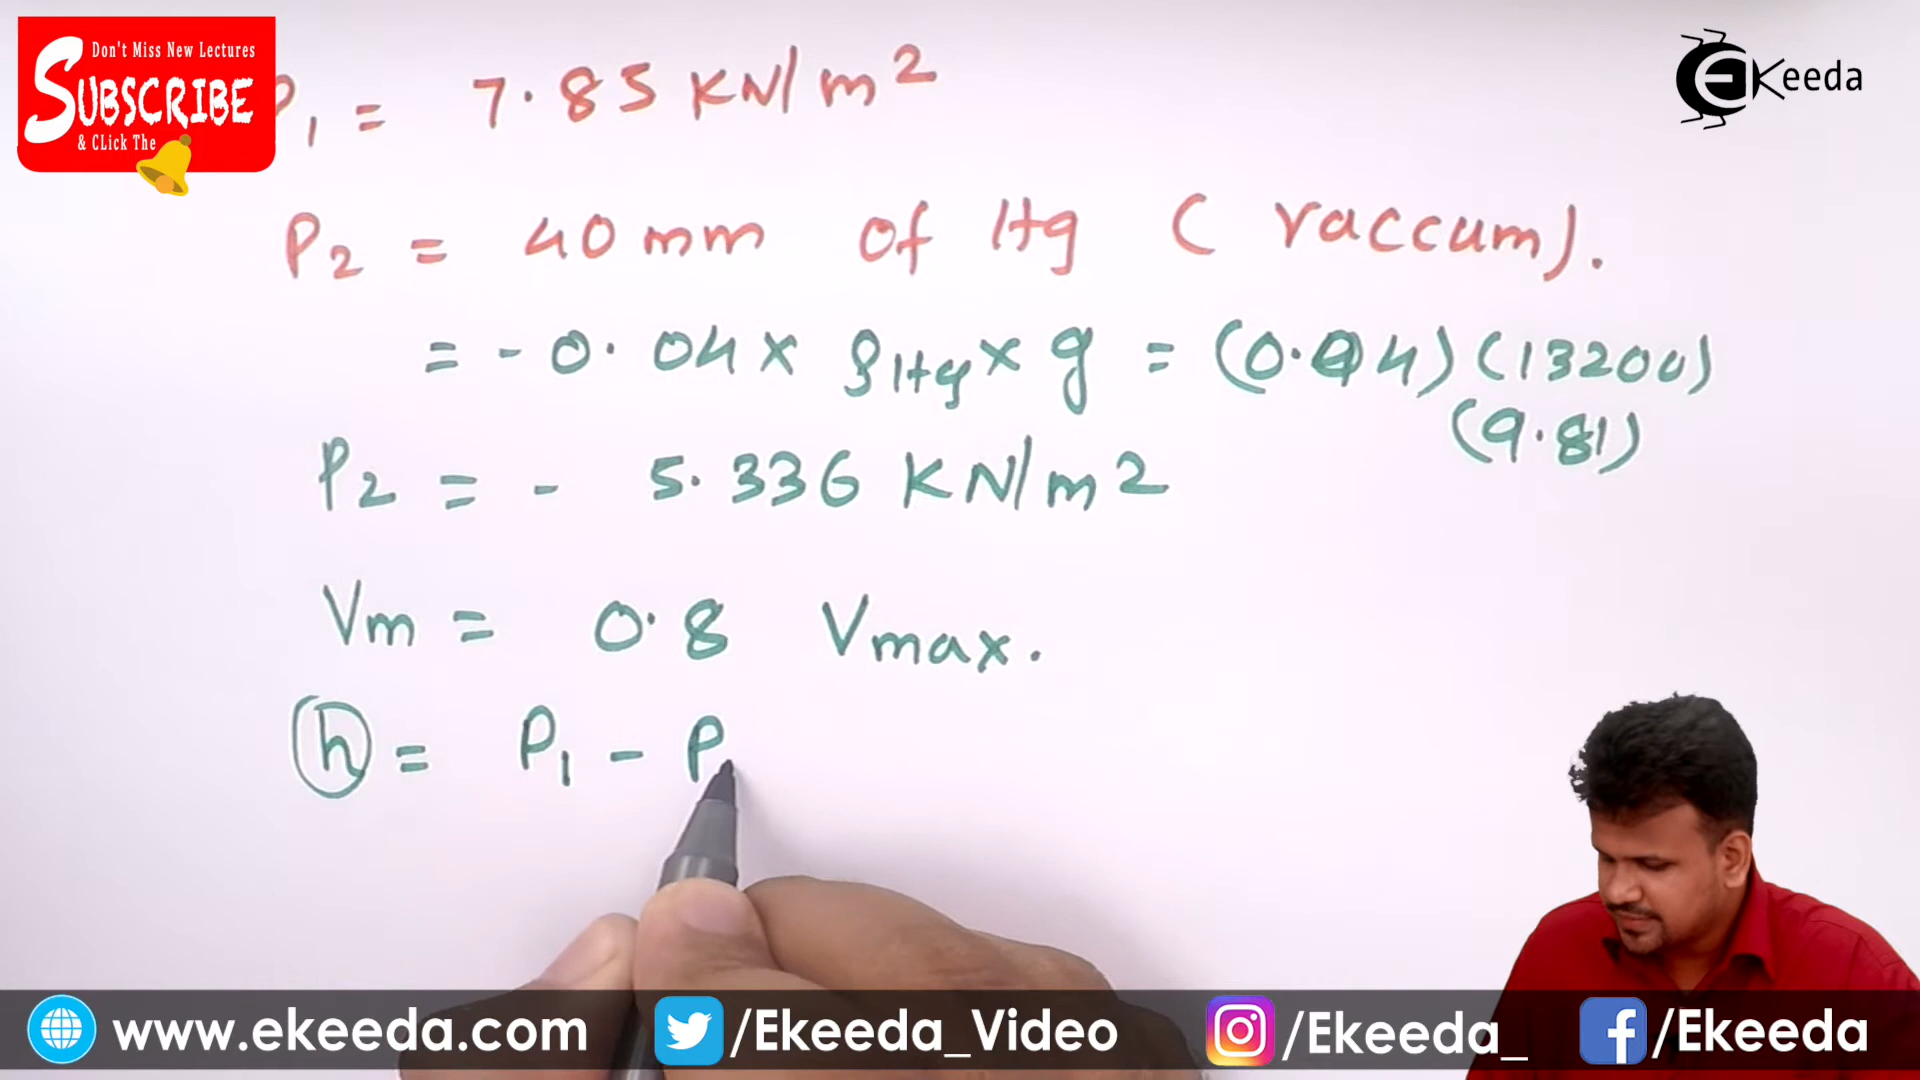 Don't Miss New Lectures
SUBSCRIBE
& CLick The
Keeda
P1 = 7.85 KN/m2
P2 = 40 mm of Hg ( vaccum).
= - 0.04 x ρHg x g = (0.04) (13200)
(9.81)
P2 = - 5.336 KN/m2
Vm = 0.8 Vmax.
h = P1 - P
www.ekeeda.com
/Ekeeda_Video
/Ekeeda_
/Ekeeda